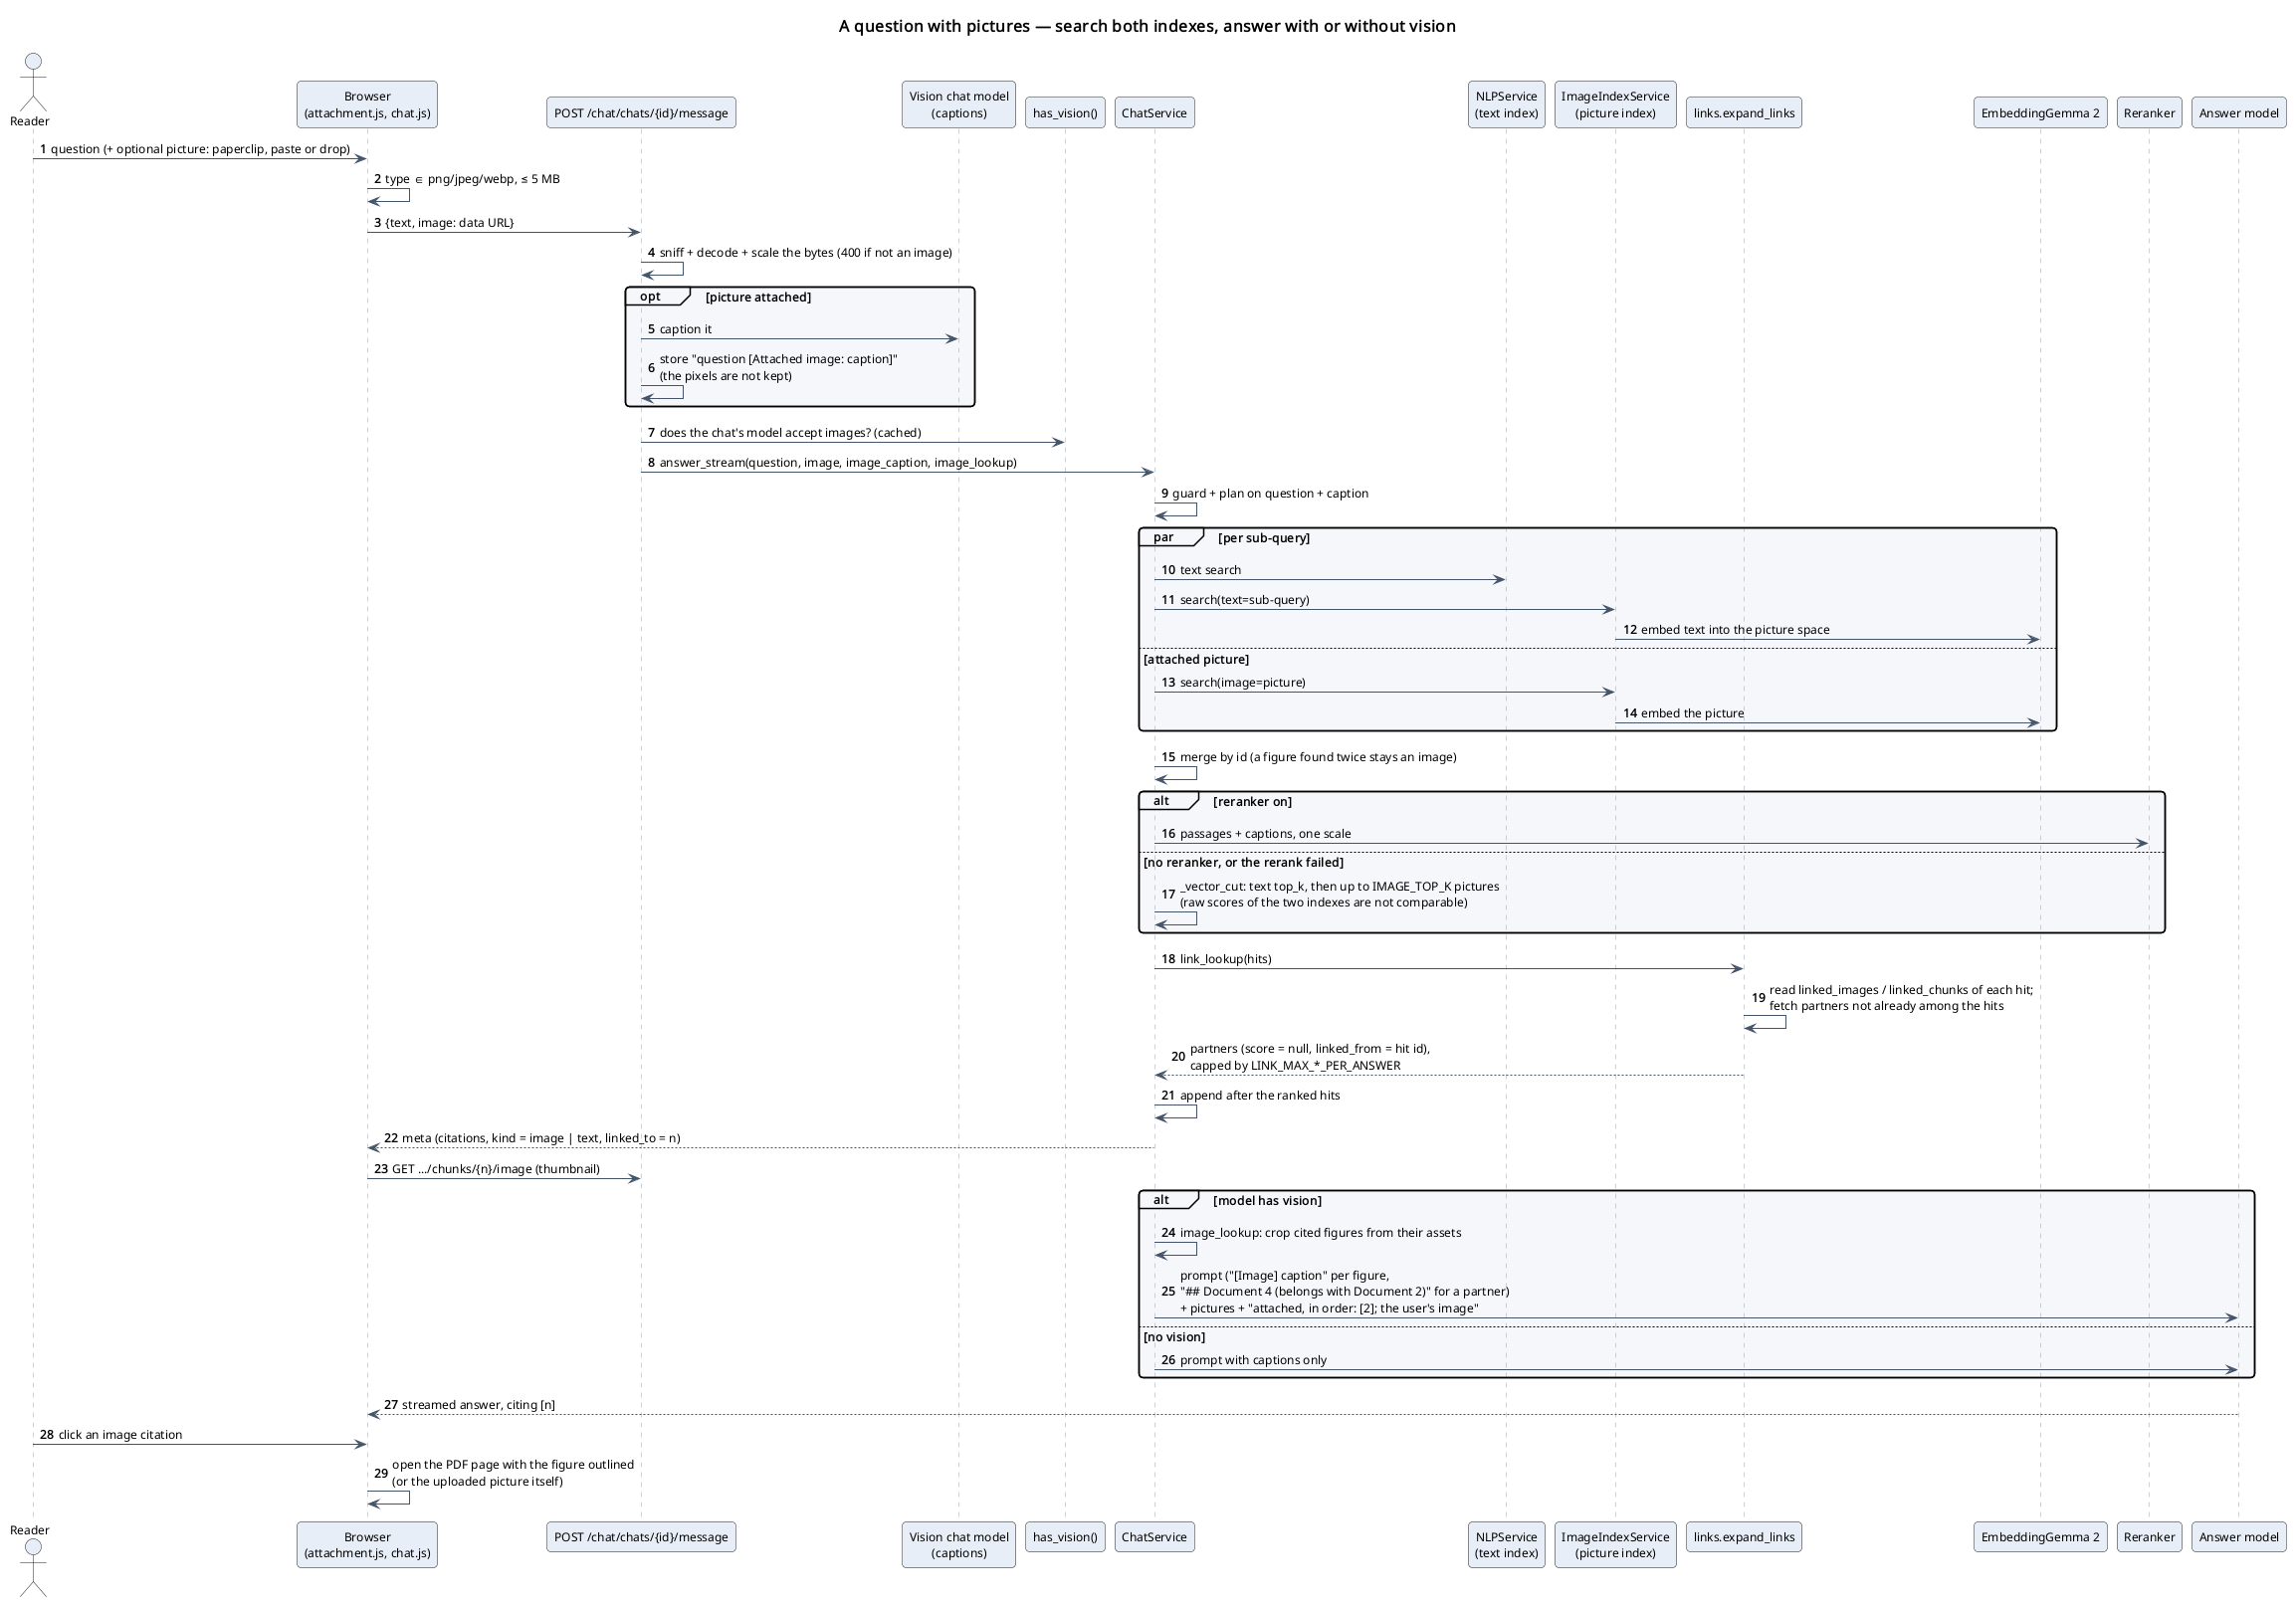 A question with pictures — search both indexes, answer with or without vision
Reader
Browser
(attachment.js, chat.js)
POST /chat/chats/{id}/message
Vision chat model
(captions)
has_vision()
ChatService
NLPService
(text index)
ImageIndexService
(picture index)
links.expand_links
EmbeddingGemma 2
Reranker
Answer model
1 question (+ optional picture: paperclip, paste or drop)
2 type ∈ png/jpeg/webp, ≤ 5 MB
3 {text, image: data URL}
4 sniff + decode + scale the bytes (400 if not an image)
opt [picture attached]
5 caption it
6 store "question [Attached image: caption]"
(the pixels are not kept)
7 does the chat's model accept images? (cached)
8 answer_stream(question, image, image_caption, image_lookup)
9 guard + plan on question + caption
par [per sub-query]
10 text search
11 search(text=sub-query)
12 embed text into the picture space
[attached picture]
13 search(image=picture)
14 embed the picture
15 merge by id (a figure found twice stays an image)
alt [reranker on]
16 passages + captions, one scale
[no reranker, or the rerank failed]
17 _vector_cut: text top_k, then up to IMAGE_TOP_K pictures
(raw scores of the two indexes are not comparable)
18 link_lookup(hits)
19 read linked_images / linked_chunks of each hit;
fetch partners not already among the hits
20 partners (score = null, linked_from = hit id),
capped by LINK_MAX_*_PER_ANSWER
21 append after the ranked hits
22 meta (citations, kind = image | text, linked_to = n)
23 GET .../chunks/{n}/image (thumbnail)
alt [model has vision]
24 image_lookup: crop cited figures from their assets
25 prompt ("[Image] caption" per figure,
"## Document 4 (belongs with Document 2)" for a partner)
+ pictures + "attached, in order: [2]; the user's image"
[no vision]
26 prompt with captions only
27 streamed answer, citing [n]
28 click an image citation
29 open the PDF page with the figure outlined
(or the uploaded picture itself)
Reader
Browser
(attachment.js, chat.js)
POST /chat/chats/{id}/message
Vision chat model
(captions)
has_vision()
ChatService
NLPService
(text index)
ImageIndexService
(picture index)
links.expand_links
EmbeddingGemma 2
Reranker
Answer model